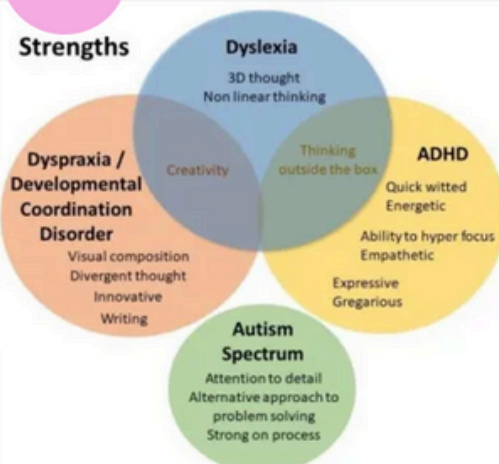 Strengths
Dyslexia
3D thought
Non linear thinking
Creativity
Thinking
outside the box
Dyspraxia /
Developmental
Coordination
Disorder
Visual composition
Divergent thought
Innovative
Writing
ADHD
Quick witted
Energetic
Ability to hyper focus
Empathetic
Expressive
Gregarious
Autism
Spectrum
Attention to detail
Alternative approach to
problem solving
Strong on process